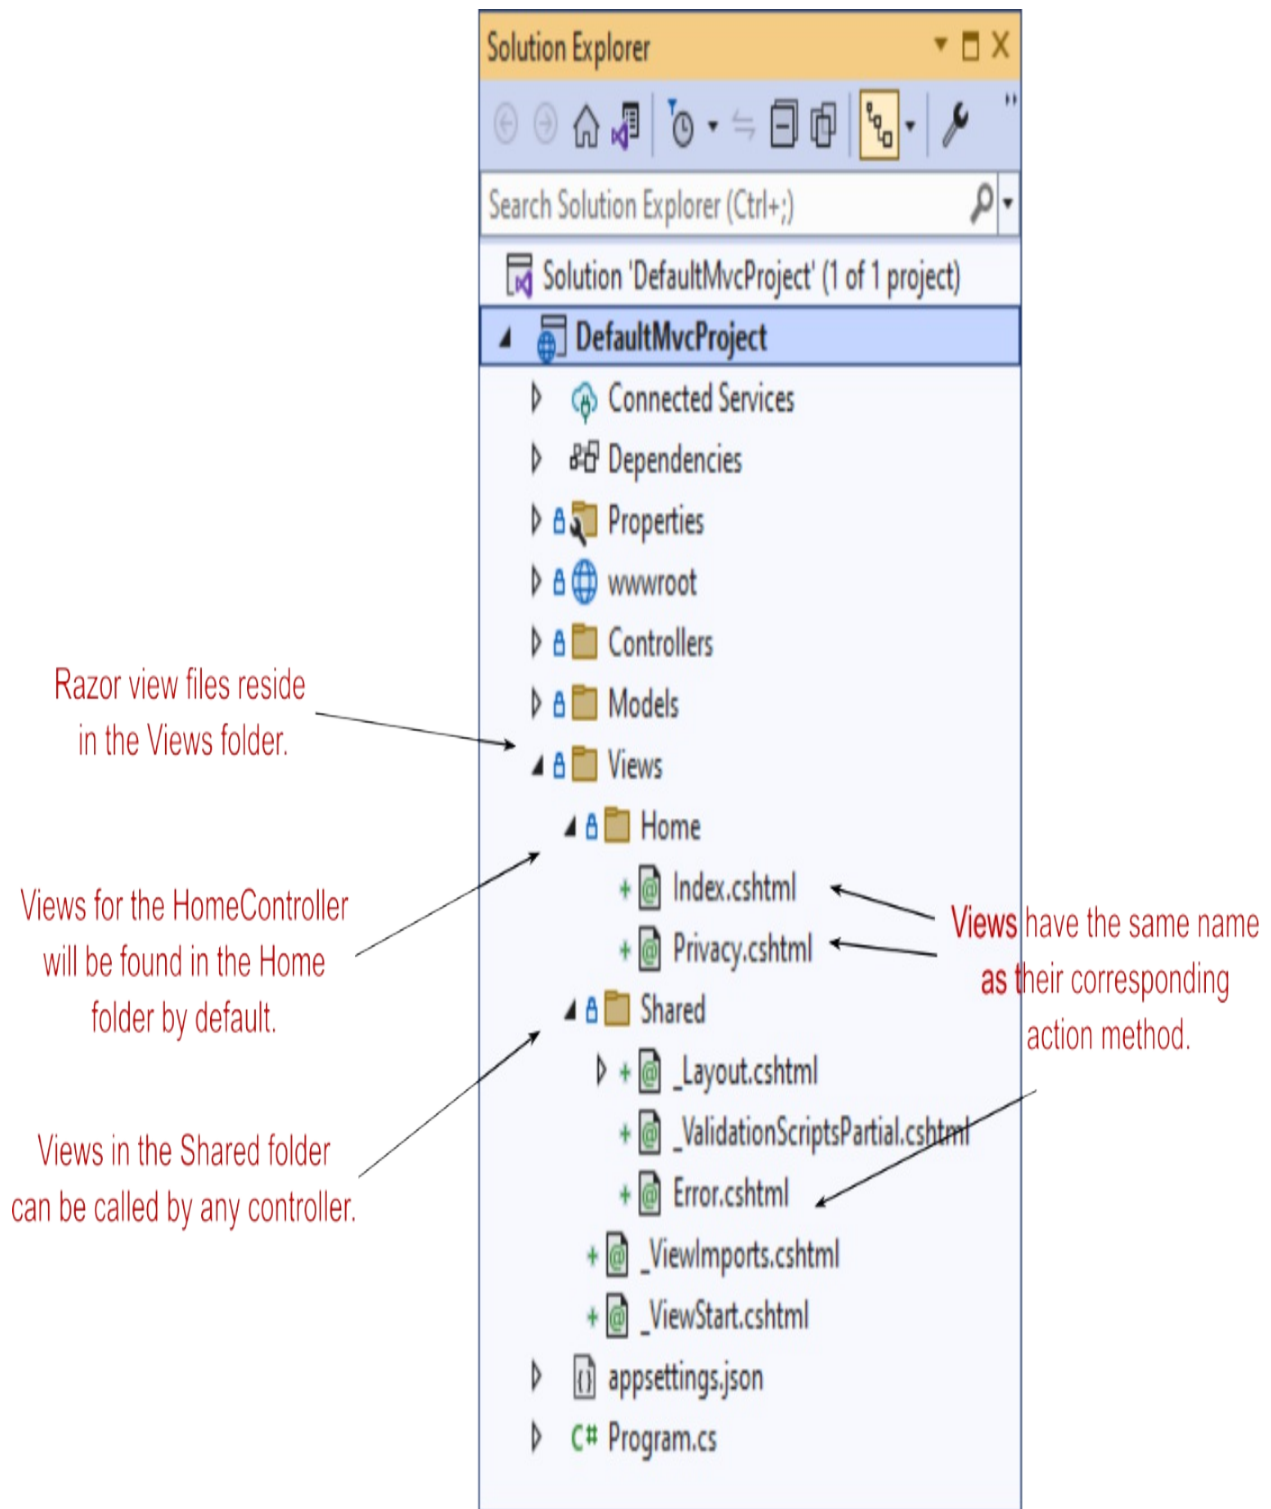 Solution Explorer
Search Solution Explorer (Ctrl+;)
Solution 'DefaultMvcProject' (1 of 1 project)
DefaultMvcProject
Connected Services
Dependencies
Properties
wwwroot
Controllers
Models
Views
Home
Index.cshtml
Privacy.cshtml
Shared
_Layout.cshtml
_ValidationScriptsPartial.cshtml
Error.cshtml
_ViewImports.cshtml
_ViewStart.cshtml
appsettings.json
C# Program.cs
Razor view files reside
in the Views folder.
Views for the HomeController
will be found in the Home
folder by default.
Views in the Shared folder
can be called by any controller.
Views have the same name
as their corresponding
action method.